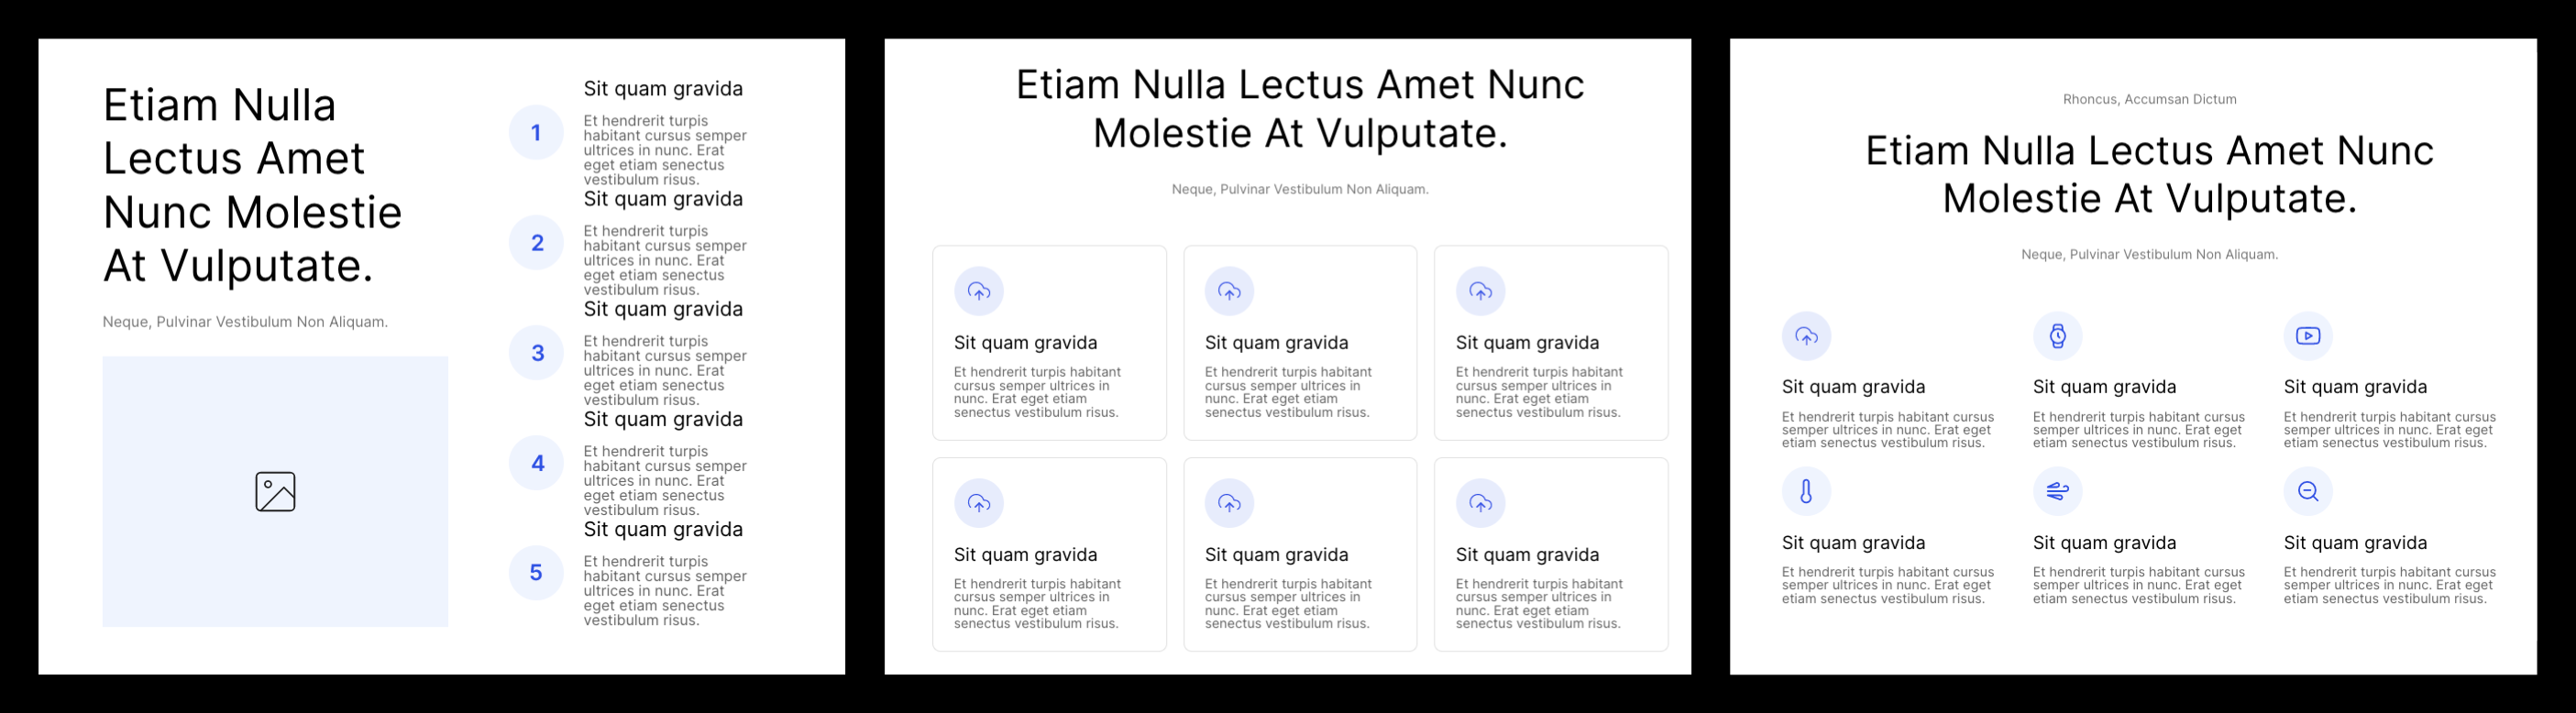 Etiam Nulla
Lectus Amet
Nunc Molestie
At Vulputate.
Neque, Pulvinar Vestibulum Non Aliquam.
Sit quam gravida
1
Et hendrerit turpis
habitant cursus semper
ultrices in nunc. Erat
eget etiam senectus
vestibulum risus.
Sit quam gravida
2
Et hendrerit turpis
habitant cursus semper
ultrices in nunc. Erat
eget etiam senectus
vestibulum risus.
Sit quam gravida
3
Et hendrerit turpis
habitant cursus semper
ultrices in nunc. Erat
eget etiam senectus
vestibulum risus.
Sit quam gravida
4
Et hendrerit turpis
habitant cursus semper
ultrices in nunc. Erat
eget etiam senectus
vestibulum risus.
Sit quam gravida
5
Et hendrerit turpis
habitant cursus semper
ultrices in nunc. Erat
eget etiam senectus
vestibulum risus.
Etiam Nulla Lectus Amet Nunc
Molestie At Vulputate.
Neque, Pulvinar Vestibulum Non Aliquam.
Sit quam gravida
Et hendrerit turpis habitant
cursus semper ultrices in
nunc. Erat eget etiam
senectus vestibulum risus.
Sit quam gravida
Et hendrerit turpis habitant
cursus semper ultrices in
nunc. Erat eget etiam
senectus vestibulum risus.
Sit quam gravida
Et hendrerit turpis habitant
cursus semper ultrices in
nunc. Erat eget etiam
senectus vestibulum risus.
Sit quam gravida
Et hendrerit turpis habitant
cursus semper ultrices in
nunc. Erat eget etiam
senectus vestibulum risus.
Sit quam gravida
Et hendrerit turpis habitant
cursus semper ultrices in
nunc. Erat eget etiam
senectus vestibulum risus.
Sit quam gravida
Et hendrerit turpis habitant
cursus semper ultrices in
nunc. Erat eget etiam
senectus vestibulum risus.
Rhoncus, Accumsan Dictum
Etiam Nulla Lectus Amet Nunc
Molestie At Vulputate.
Neque, Pulvinar Vestibulum Non Aliquam.
Sit quam gravida
Et hendrerit turpis habitant cursus
semper ultrices in nunc. Erat eget
etiam senectus vestibulum risus.
Sit quam gravida
Et hendrerit turpis habitant cursus
semper ultrices in nunc. Erat eget
etiam senectus vestibulum risus.
Sit quam gravida
Et hendrerit turpis habitant cursus
semper ultrices in nunc. Erat eget
etiam senectus vestibulum risus.
Sit quam gravida
Et hendrerit turpis habitant cursus
semper ultrices in nunc. Erat eget
etiam senectus vestibulum risus.
Sit quam gravida
Et hendrerit turpis habitant cursus
semper ultrices in nunc. Erat eget
etiam senectus vestibulum risus.
Sit quam gravida
Et hendrerit turpis habitant cursus
semper ultrices in nunc. Erat eget
etiam senectus vestibulum risus.